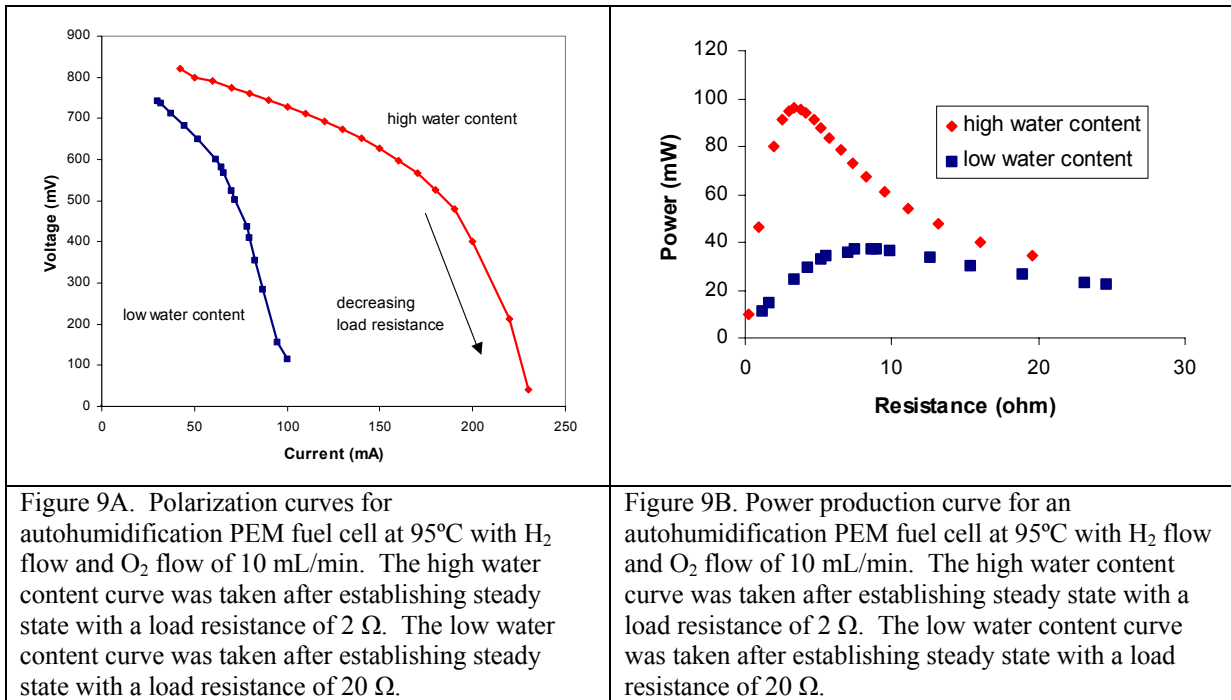 900
800
700
600
500
400
300
200
100
0
Voltage (mV)
high water content
low water content
decreasing
load resistance
0 50 100 150 200 250
Current (mA)
120
100
80
60
40
20
0
Power (mW)
high water content
low water content
0 10 20 30
Resistance (ohm)
Figure 9A. Polarization curves for
autohumidification PEM fuel cell at 95ºC with H₂
flow and O₂ flow of 10 mL/min. The high water
content curve was taken after establishing steady
state with a load resistance of 2 Ω. The low water
content curve was taken after establishing steady
state with a load resistance of 20 Ω.
Figure 9B. Power production curve for an
autohumidification PEM fuel cell at 95ºC with H₂ flow
and O₂ flow of 10 mL/min. The high water content
curve was taken after establishing steady state with a
load resistance of 2 Ω. The low water content curve
was taken after establishing steady state with a load
resistance of 20 Ω.